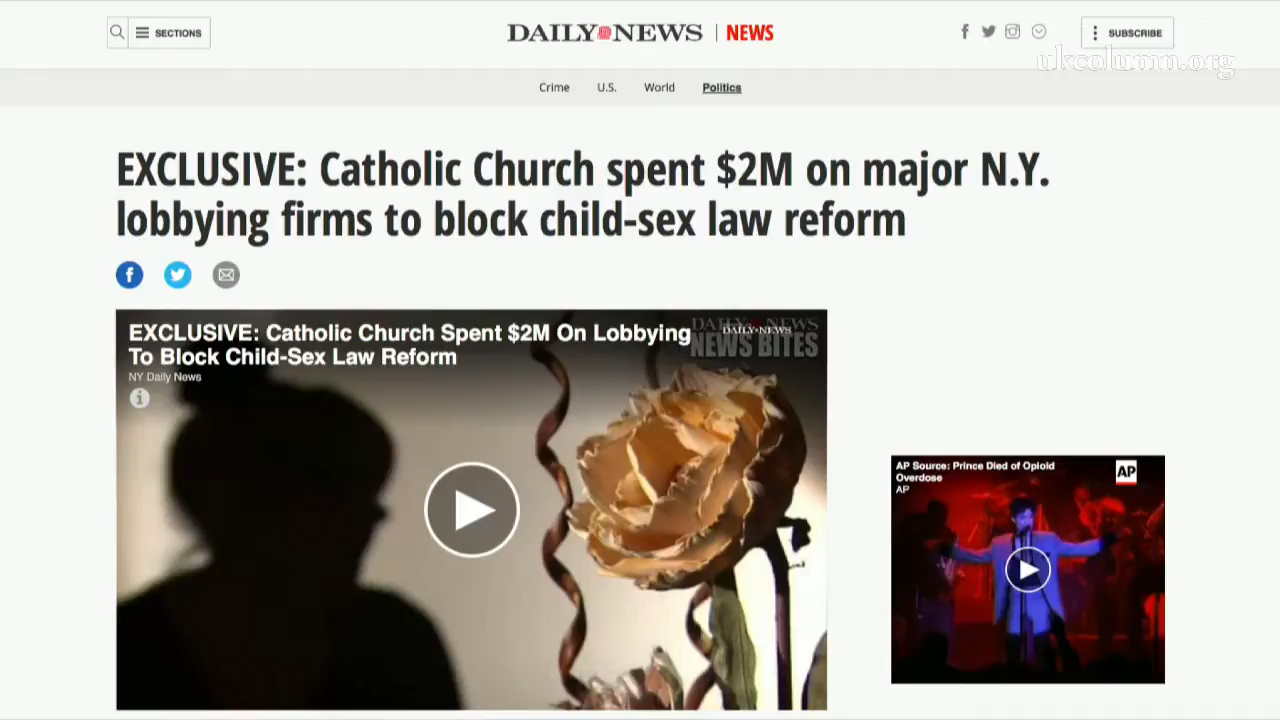 SECTIONS
DAILY NEWS | NEWS
SUBSCRIBE
ukcolumn.org
Crime
U.S.
World
Politics
EXCLUSIVE: Catholic Church spent $2M on major N.Y.
lobbying firms to block child-sex law reform
EXCLUSIVE: Catholic Church Spent $2M On Lobbying
To Block Child-Sex Law Reform
NY Daily News
DAILY NEWS
DAILY NEWS
NEWS BITES
AP Source: Prince Died of Opioid
Overdose
AP
AP